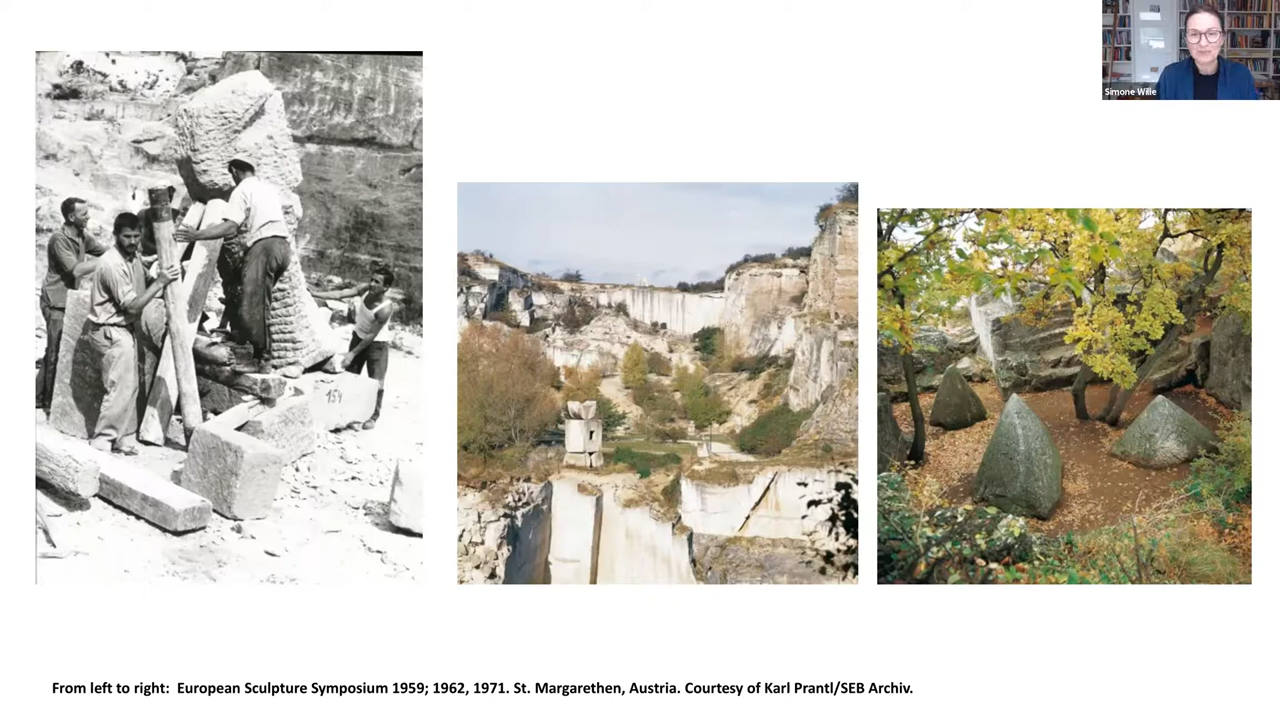 Simone Wille
154
From left to right:  European Sculpture Symposium 1959; 1962, 1971. St. Margarethen, Austria. Courtesy of Karl Prantl/SEB Archiv.